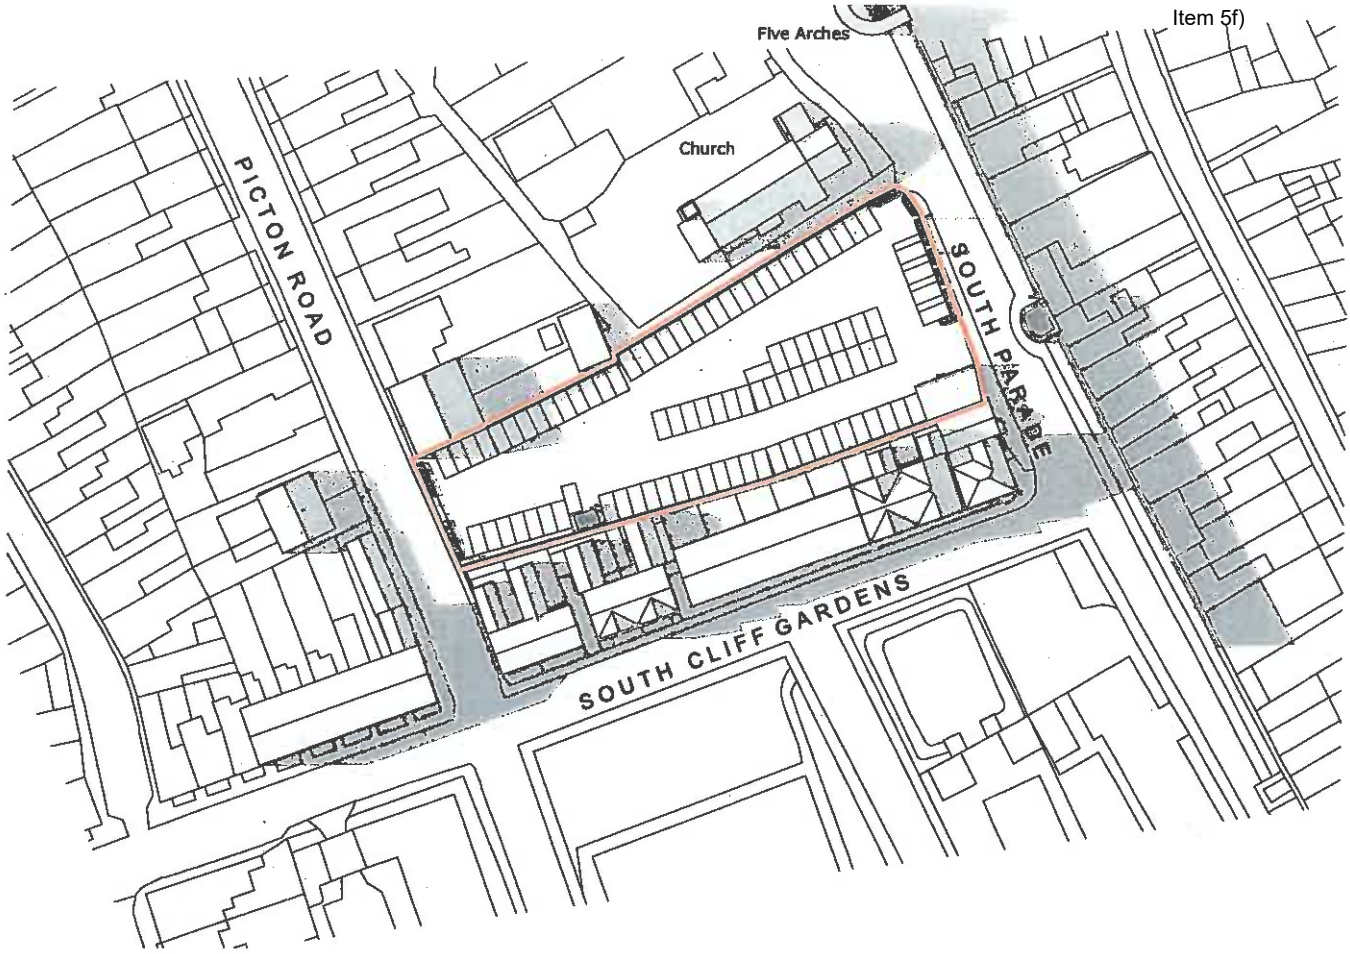 Item 5f)
Five Arches
Church
PICTON ROAD
SOUTH PARADE
SOUTH CLIFF GARDENS